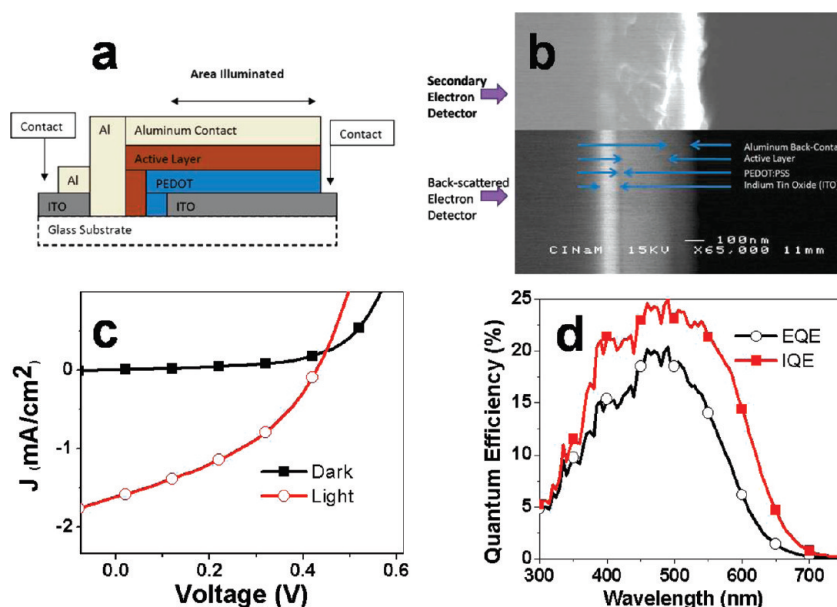 a
Area Illuminated
Contact
Contact
Al
Aluminum Contact
Active Layer
Al
PEDOT
ITO
ITO
Glass Substrate
b
Secondary
Electron
Detector
Back-scattered
Electron
Detector
Aluminum Back-Conta
Active Layer
PEDOT:PSS
Indium Tin Oxide (ITO
100nm
CINaM 15KV X65,000 11mm
c
J (mA/cm2)
0
-1
-2
Dark
Light
0.0 0.2 0.4 0.6
Voltage (V)
d
Quantum Efficiency (%)
25
20
15
10
5
0
EQE
IQE
300 400 500 600 700
Wavelength (nm)